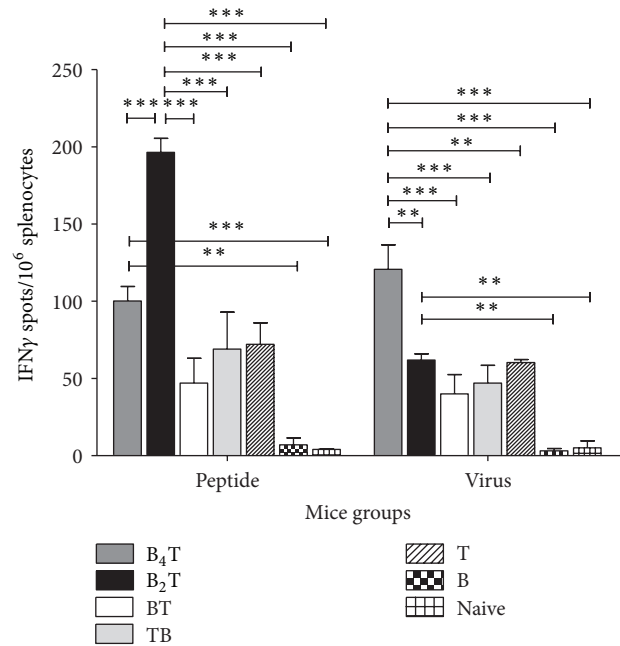 ***
***
***
***
*** ***
***
**
***
***
**
***
***
**
**
**
250
200
150
100
50
0
IFNγ spots/10⁶ splenocytes
Peptide
Virus
Mice groups
B₄T
B₂T
BT
TB
T
B
Naive